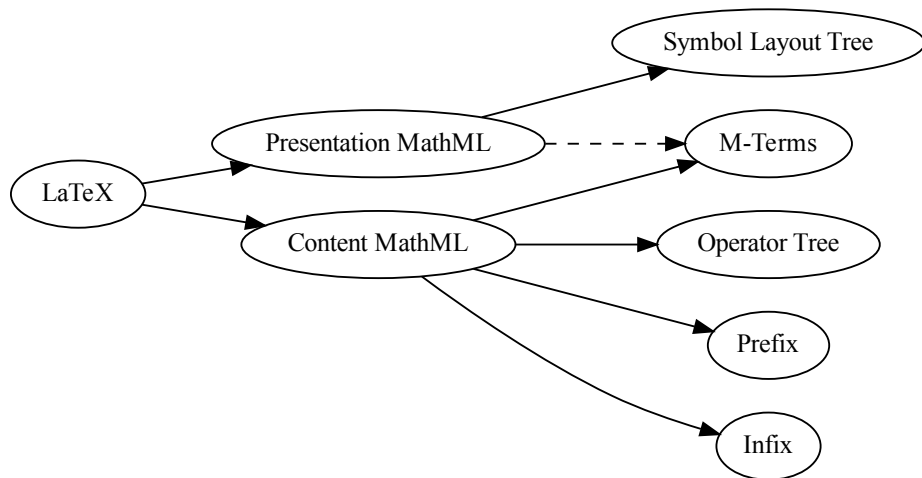 Symbol Layout Tree
Presentation MathML
M-Terms
LaTeX
Content MathML
Operator Tree
Prefix
Infix